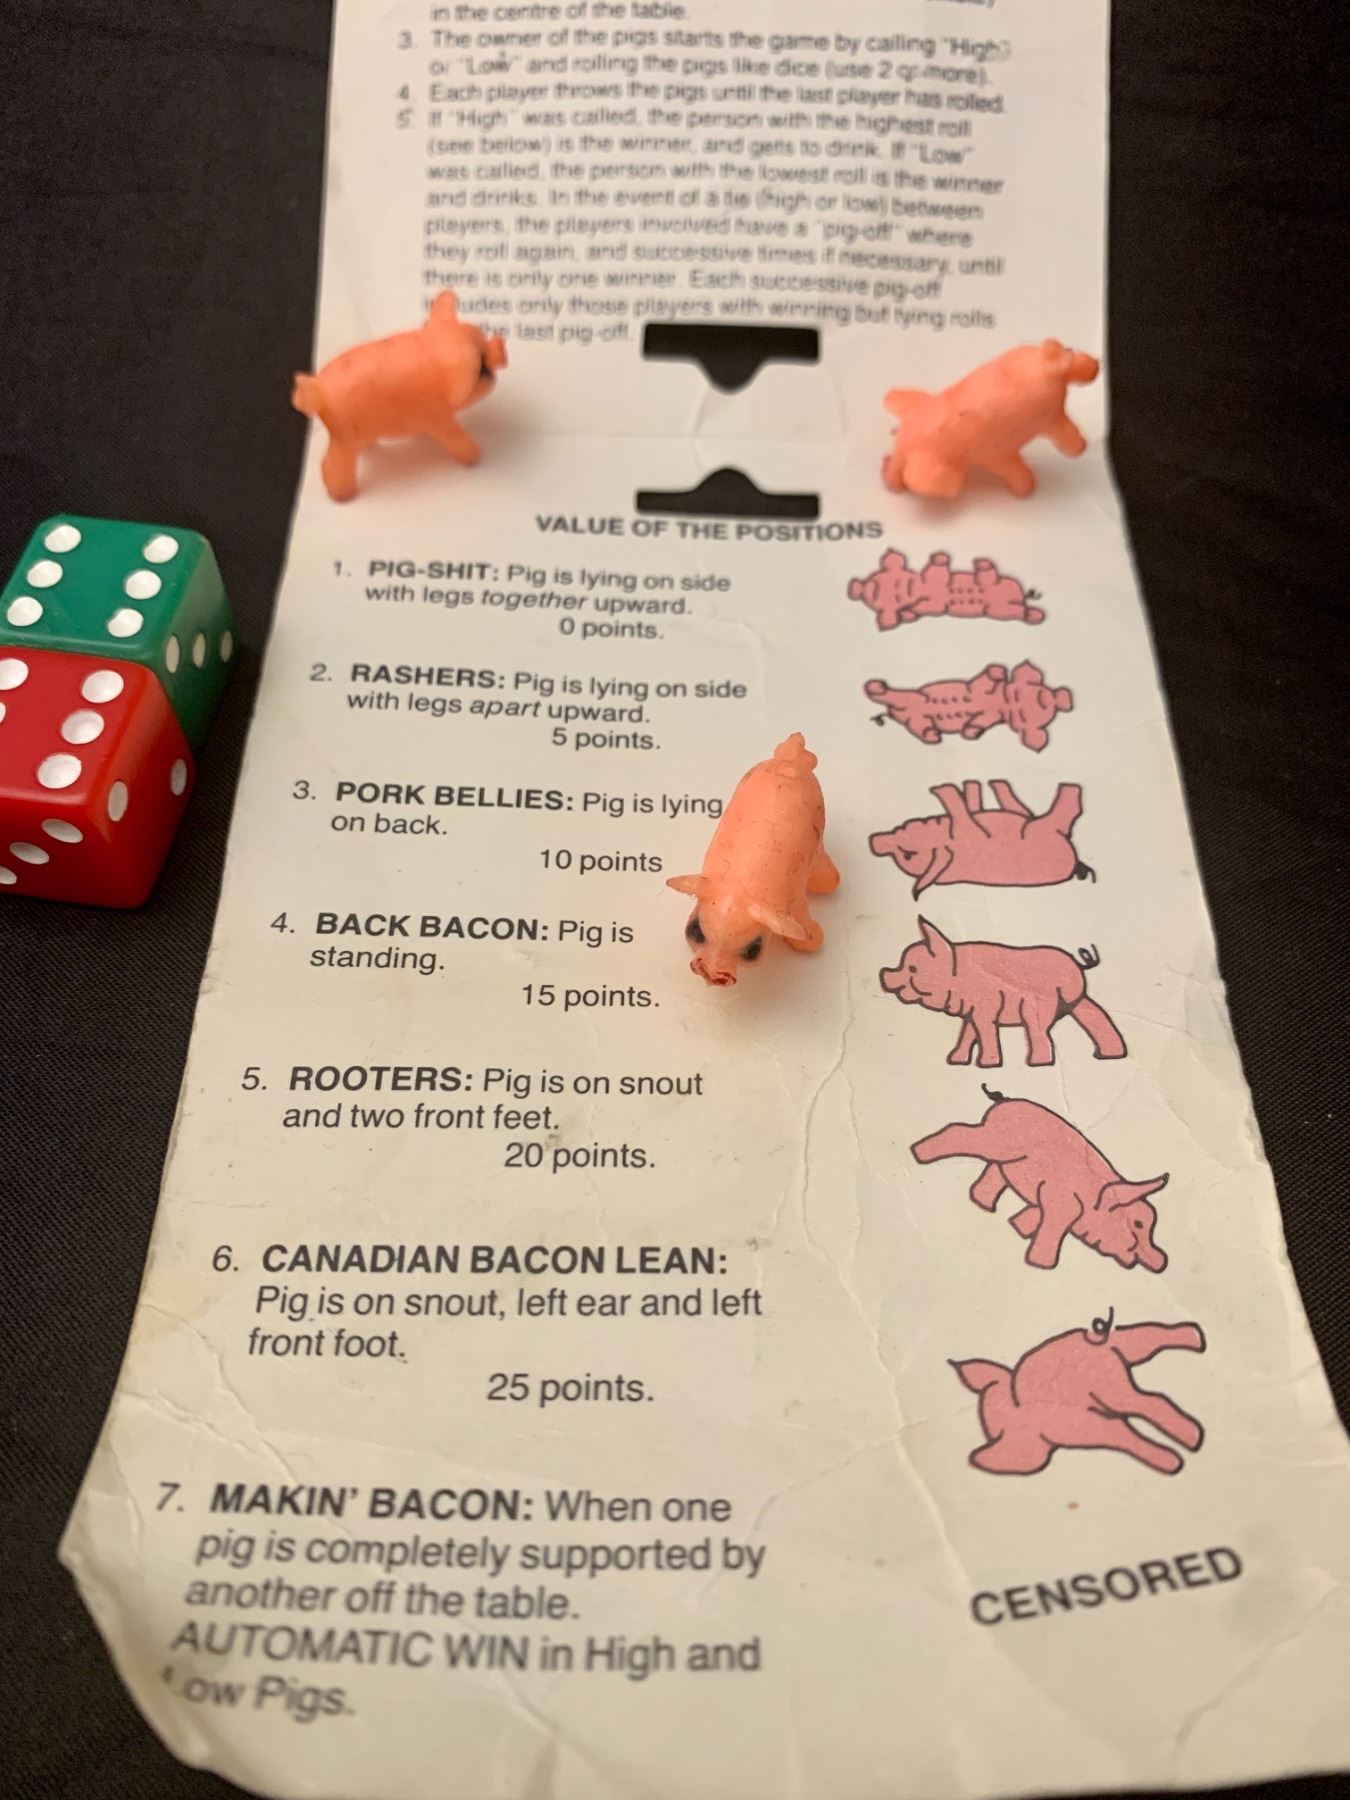 in the centre of the table.
3. The owner of the pigs starts the game by calling "High"
or "Low" and rolling the pigs like dice (use 2 or more).
4. Each player throws the pigs until the last player has rolled.
5. If "High" was called, the person with the highest roll
(see below) is the winner, and gets to drink. If "Low"
was called, the person with the lowest roll is the winner
and drinks. In the event of a tie (high or low) between
players, the players involved have a "pig-off" where
they roll again, and successive times if necessary, until
there is only one winner. Each successive pig-off
only those players with winning but tying rolls
the last pig-off.
VALUE OF THE POSITIONS
1. PIG-SHIT: Pig is lying on side
with legs together upward.
0 points.
2. RASHERS: Pig is lying on side
with legs apart upward.
5 points.
3. PORK BELLIES: Pig is lying
on back.
10 points
4. BACK BACON: Pig is
standing.
15 points.
5. ROOTERS: Pig is on snout
and two front feet.
20 points.
6. CANADIAN BACON LEAN:
Pig is on snout, left ear and left
front foot.
25 points.
7. MAKIN' BACON: When one
pig is completely supported by
another off the table.
AUTOMATIC WIN in High and
Low Pigs.
CENSORED